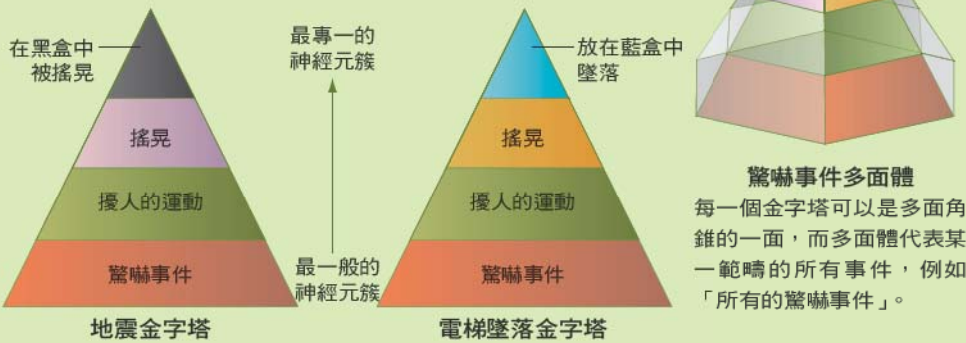 在黑盒中
被搖晃
搖晃
擾人的運動
驚嚇事件
地震金字塔
最專一的
神經元簇
最一般的
神經元簇
放在藍盒中
墜落
搖晃
擾人的運動
驚嚇事件
電梯墜落金字塔
驚嚇事件多面體
每一個金字塔可以是多面角
錐的一面，而多面體代表某
一範疇的所有事件，例如
「所有的驚嚇事件」。